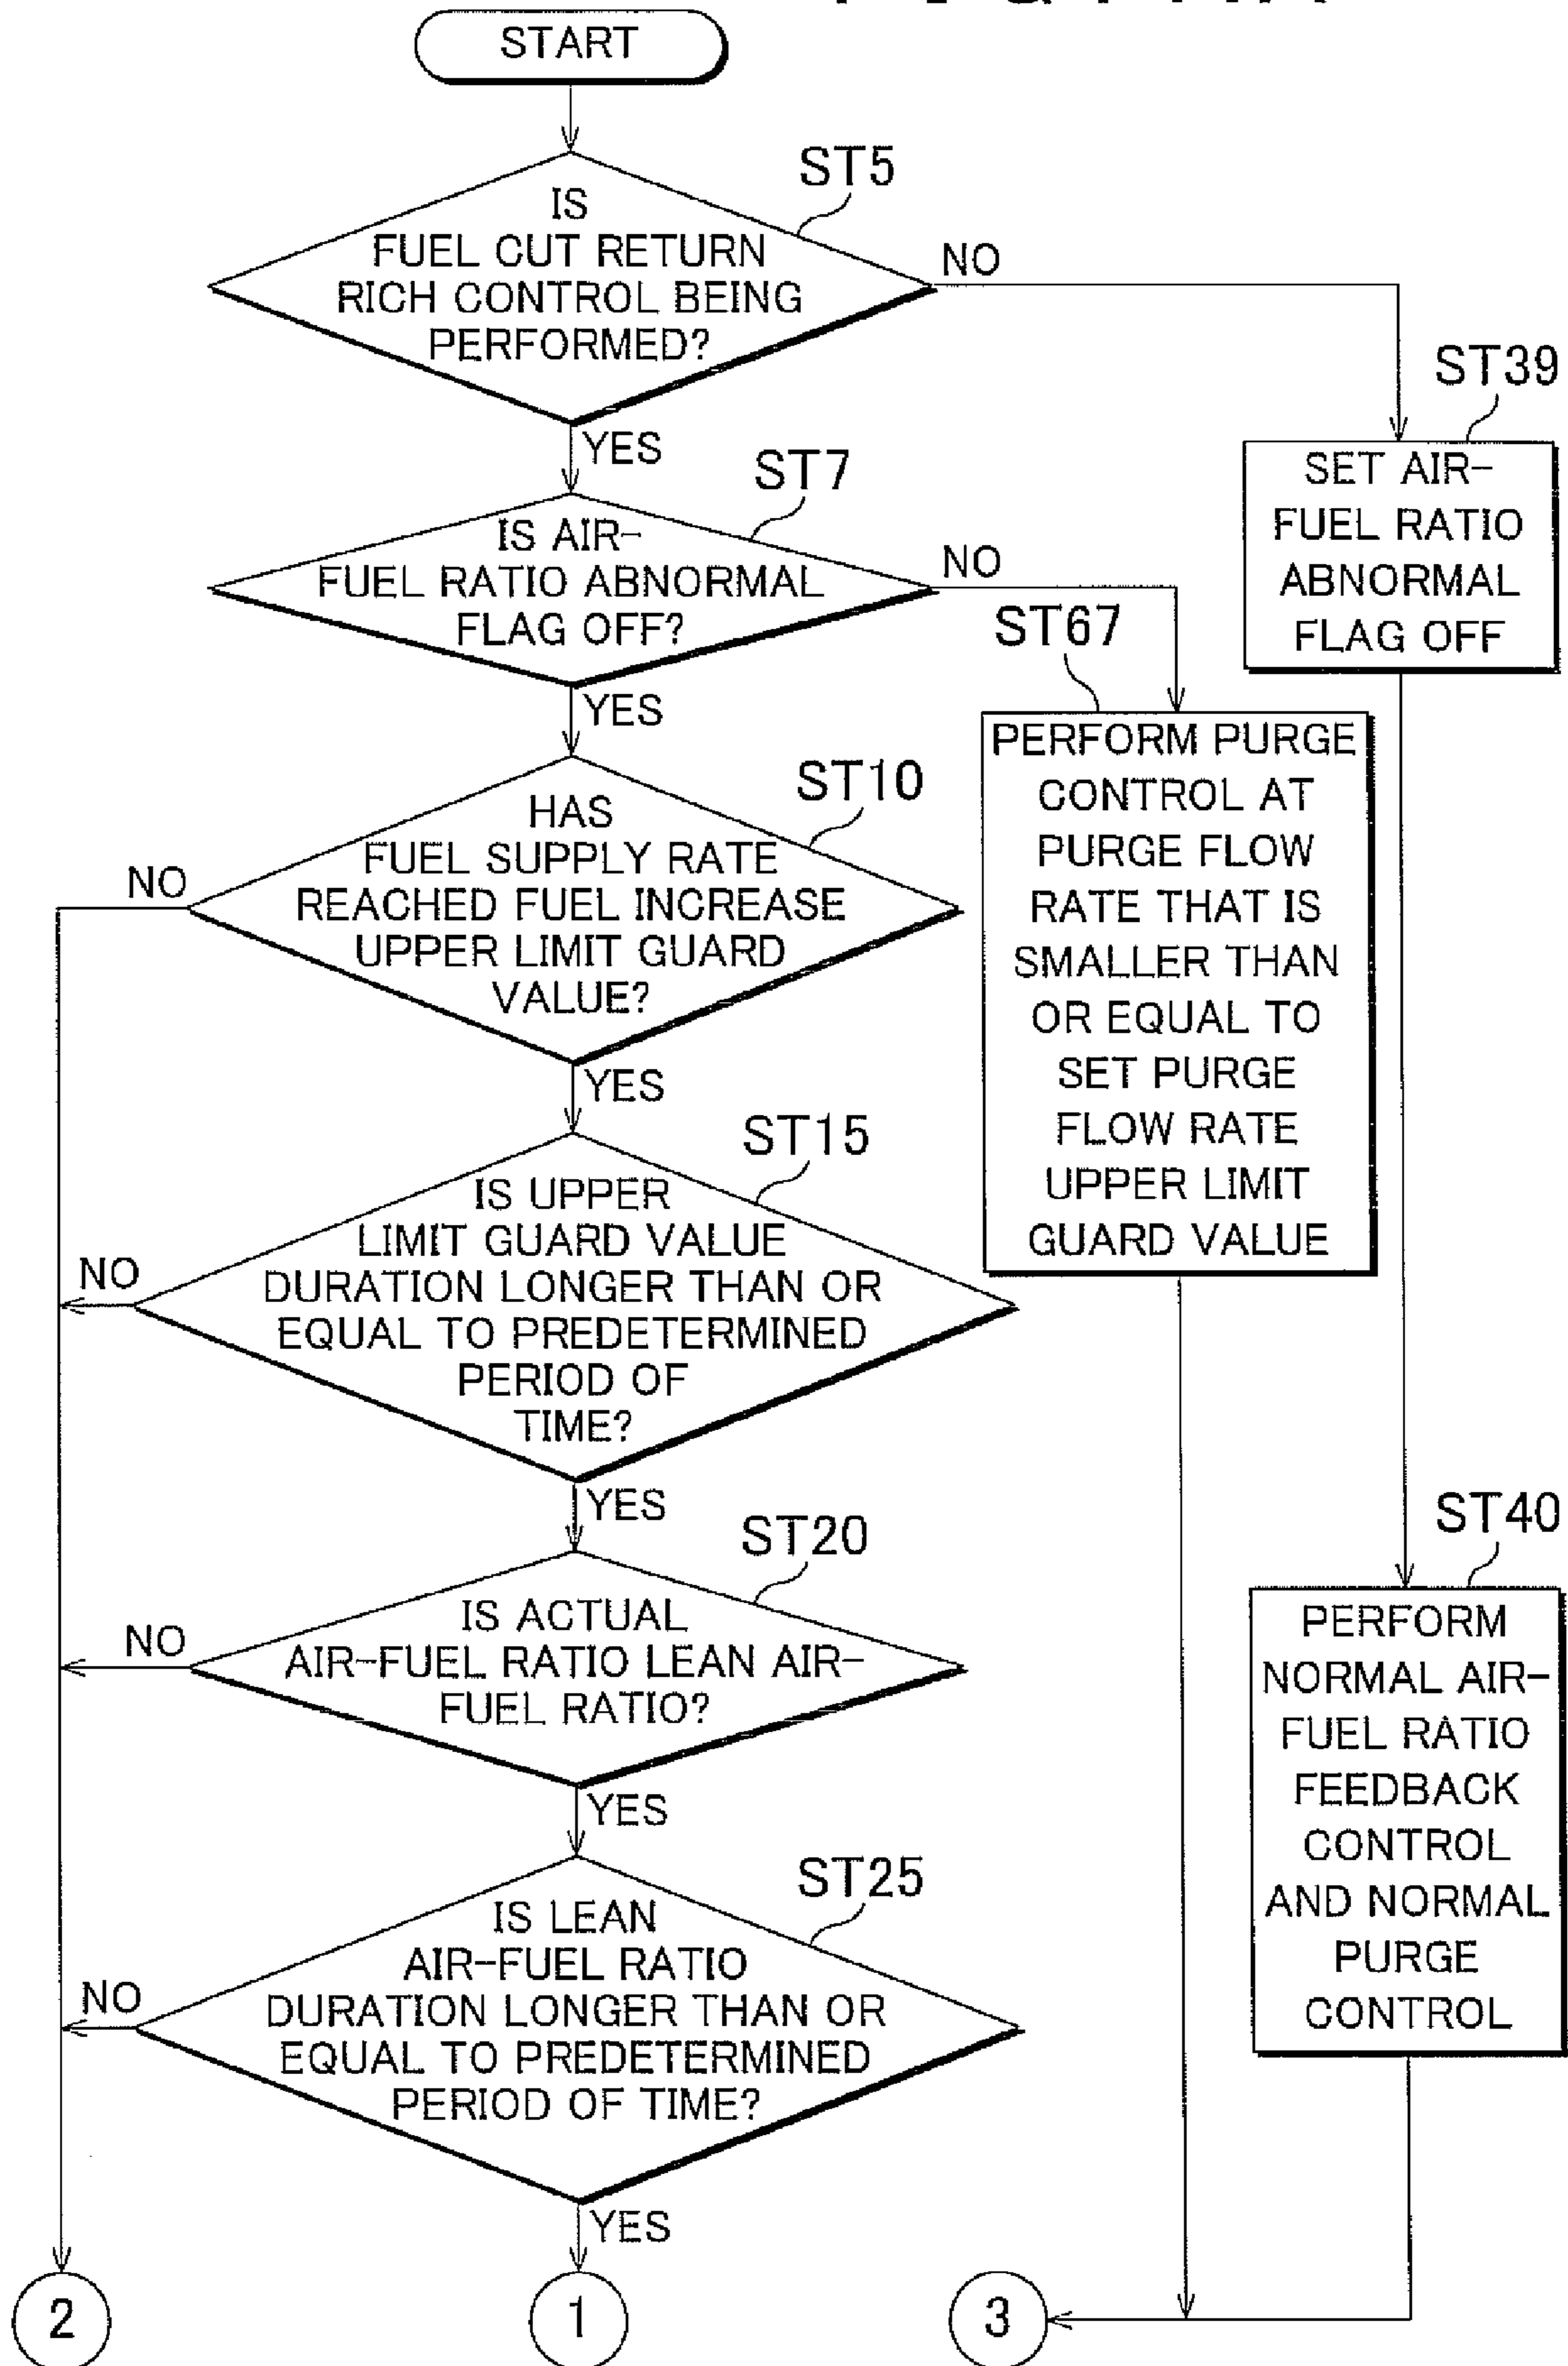 START
ST5
IS
FUEL CUT RETURN
RICH CONTROL BEING
PERFORMED?
NO
YES
ST39
SET AIR-
FUEL RATIO
ABNORMAL
FLAG OFF
ST7
IS AIR-
FUEL RATIO ABNORMAL
FLAG OFF?
NO
YES
ST67
PERFORM PURGE
CONTROL AT
PURGE FLOW
RATE THAT IS
SMALLER THAN
OR EQUAL TO
SET PURGE
FLOW RATE
UPPER LIMIT
GUARD VALUE
ST10
HAS
FUEL SUPPLY RATE
REACHED FUEL INCREASE
UPPER LIMIT GUARD
VALUE?
NO
YES
ST15
IS UPPER
LIMIT GUARD VALUE
DURATION LONGER THAN OR
EQUAL TO PREDETERMINED
PERIOD OF
TIME?
NO
YES
ST20
IS ACTUAL
AIR-FUEL RATIO LEAN AIR-
FUEL RATIO?
NO
YES
ST40
PERFORM
NORMAL AIR-
FUEL RATIO
FEEDBACK
CONTROL
AND NORMAL
PURGE
CONTROL
ST25
IS LEAN
AIR-FUEL RATIO
DURATION LONGER THAN OR
EQUAL TO PREDETERMINED
PERIOD OF TIME?
NO
YES
2
1
3